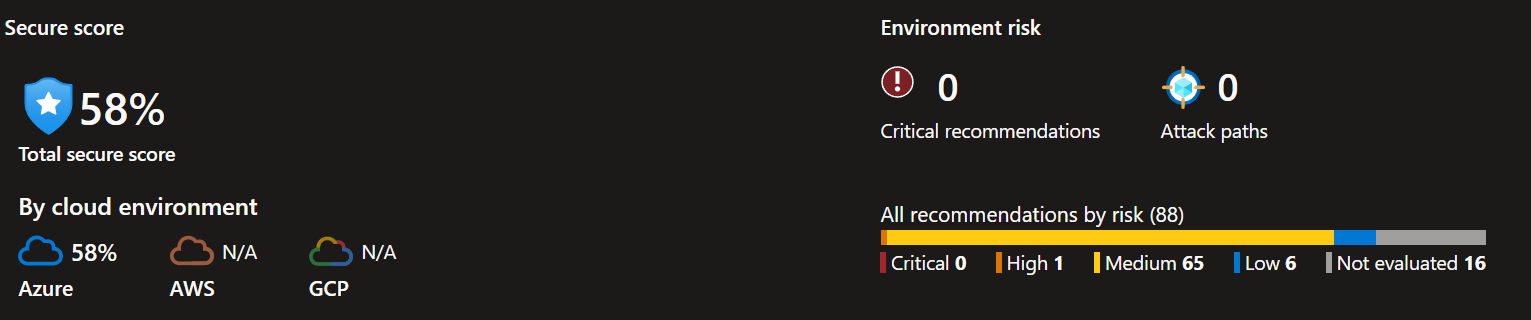 Secure score
58%
Total secure score
By cloud environment
58% N/A N/A
Azure AWS GCP
Environment risk
0 0
Critical recommendations Attack paths
All recommendations by risk (88)
Critical 0 High 1 Medium 65 Low 6 Not evaluated 16